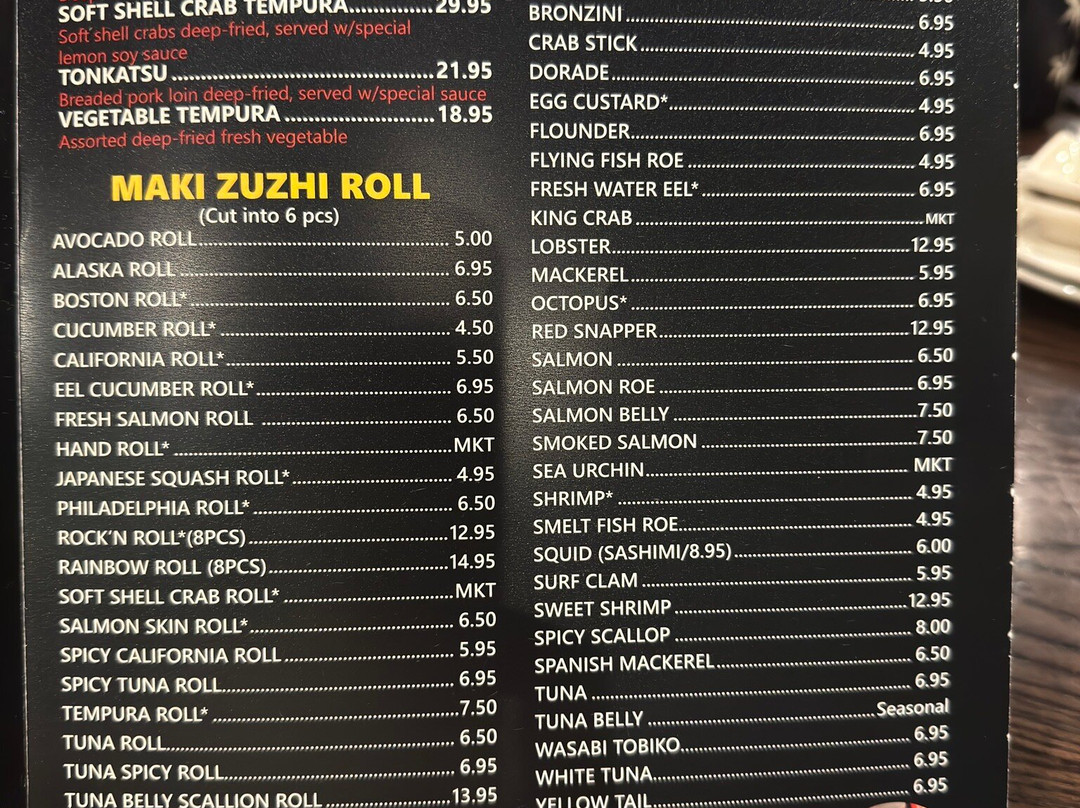 SOFT SHELL CRAB TEMPURA..............29.95
Soft shell crabs deep-fried, served w/special
lemon soy sauce
TONKATSU..............21.95
Breaded pork loin deep-fried, served w/special sauce
VEGETABLE TEMPURA..............18.95
Assorted deep-fried fresh vegetable
MAKI ZUZHI ROLL
(Cut into 6 pcs)
AVOCADO ROLL..............5.00
ALASKA ROLL..............6.95
BOSTON ROLL*..............6.50
CUCUMBER ROLL*..............4.50
CALIFORNIA ROLL*..............5.50
EEL CUCUMBER ROLL*..............6.95
FRESH SALMON ROLL..............6.50
HAND ROLL*..............MKT
JAPANESE SQUASH ROLL*..............4.95
PHILADELPHIA ROLL*..............6.50
ROCK'N ROLL*(8PCS)..............12.95
RAINBOW ROLL (8PCS)..............14.95
SOFT SHELL CRAB ROLL*..............MKT
SALMON SKIN ROLL*..............6.50
SPICY CALIFORNIA ROLL..............5.95
SPICY TUNA ROLL..............6.95
TEMPURA ROLL*..............7.50
TUNA ROLL..............6.50
TUNA SPICY ROLL..............6.95
TUNA BELLY SCALLION ROLL..............13.95
BRONZINI..............6.95
CRAB STICK..............4.95
DORADE..............6.95
EGG CUSTARD*..............4.95
FLOUNDER..............6.95
FLYING FISH ROE..............4.95
FRESH WATER EEL*..............6.95
KING CRAB..............MKT
LOBSTER..............12.95
MACKEREL..............5.95
OCTOPUS*..............6.95
RED SNAPPER..............12.95
SALMON..............6.50
SALMON ROE..............6.95
SALMON BELLY..............7.50
SMOKED SALMON..............7.50
SEA URCHIN..............MKT
SHRIMP*..............4.95
SMELT FISH ROE..............4.95
SQUID (SASHIMI/8.95)..............6.00
SURF CLAM..............5.95
SWEET SHRIMP..............12.95
SPICY SCALLOP..............8.00
SPANISH MACKEREL..............6.50
TUNA..............6.95
TUNA BELLY..............Seasonal
WASABI TOBIKO..............6.95
WHITE TUNA..............6.95
YELLOW TAIL..............6.95